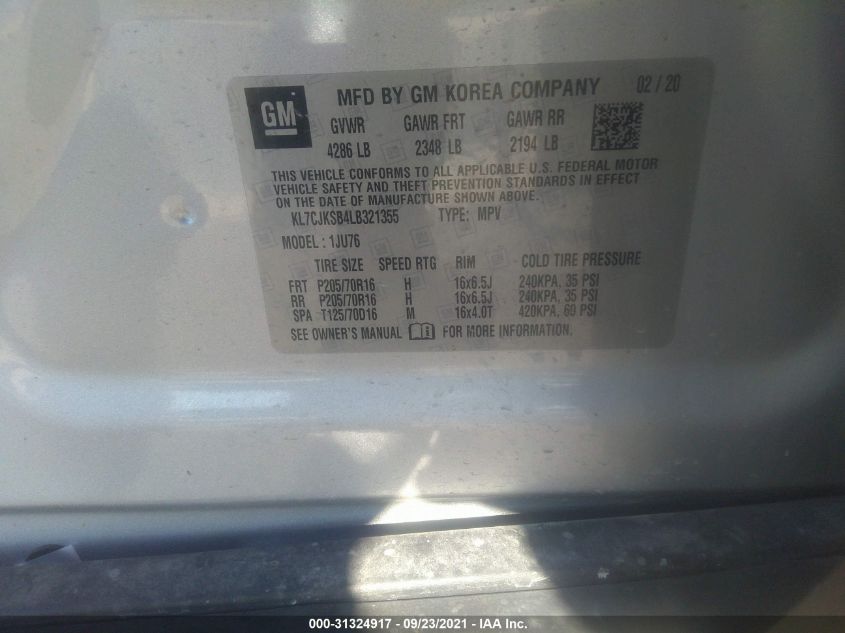 GM
MFD BY GM KOREA COMPANY 02 / 20
GVWR GAWR FRT GAWR RR
4286 LB 2348 LB 2194 LB
THIS VEHICLE CONFORMS TO ALL APPLICABLE U.S. FEDERAL MOTOR
VEHICLE SAFETY AND THEFT PREVENTION STANDARDS IN EFFECT
ON THE DATE OF MANUFACTURE SHOWN ABOVE.
KL7CJKSB4LB321355 TYPE: MPV
MODEL : 1JU76
TIRE SIZE SPEED RTG RIM COLD TIRE PRESSURE
FRT P205/70R16 H 16x6.5J 240KPA, 35 PSI
RR P205/70R16 H 16x6.5J 240KPA, 35 PSI
SPA T125/70D16 M 16x4.0T 420KPA, 60 PSI
SEE OWNER'S MANUAL FOR MORE INFORMATION.
000-31324917 - 09/23/2021 - IAA Inc.